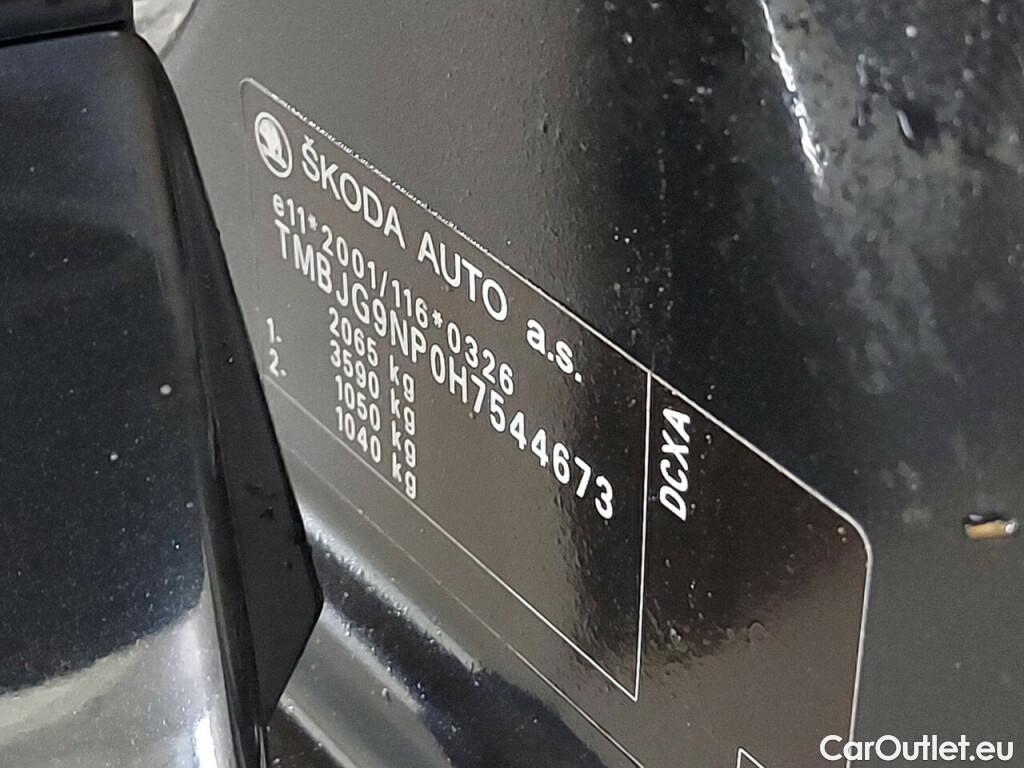 ŠKODA AUTO a.s.
e11*2001/116*0326
TMBJG9NP0H7544673
2065 kg
3590 kg
1. 1050 kg
2. 1040 kg
DCXA
CarOutlet.eu